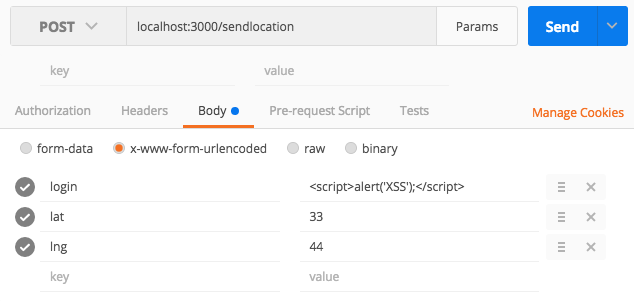 POST localhost:3000/sendlocation Params Send
key value
Authorization Headers Body Pre-request Script Tests Manage Cookies
form-data x-www-form-urlencoded raw binary
login <script>alert('XSS');</script>
lat 33
lng 44
key value